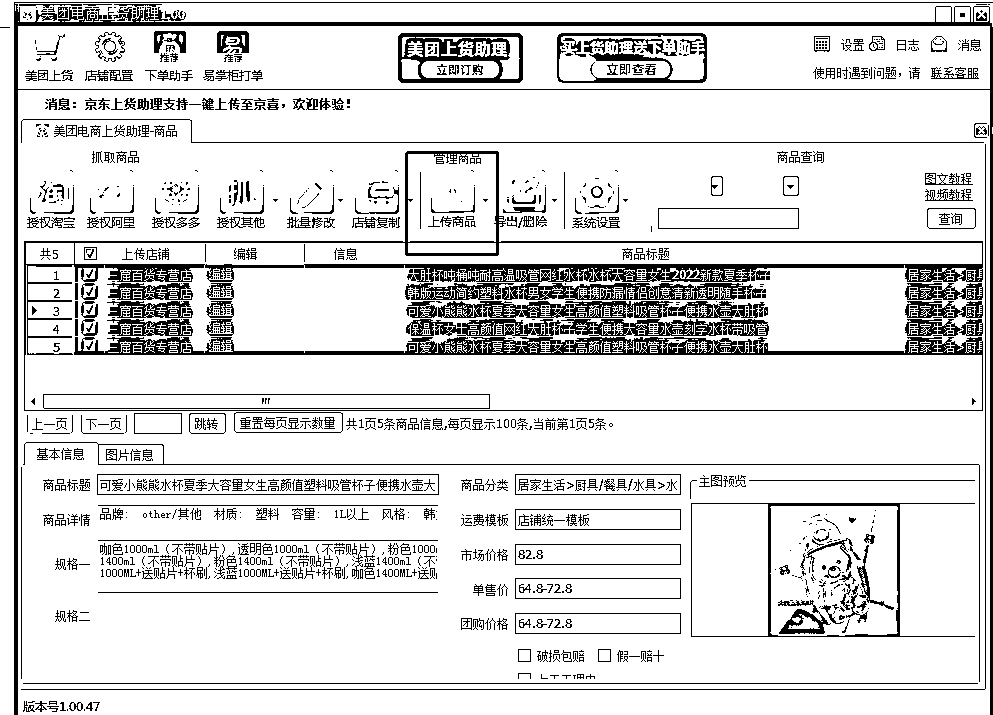 美团电商上货助理1.00
美团上货 店铺配置 下单助手 易掌柜打单
推荐 推荐
美团上货助理
立即订购
买上货助理送下单助手
立即查看
设置 日志 消息
使用时遇到问题，请 联系客服
消息：京东上货助理支持一键上传至京喜，欢迎体验！
美团电商上货助理-商品
抓取商品 管理商品 商品查询
授权淘宝 授权阿里 授权多多 授权其他 批量修改 店铺复制 上传商品 导出/删除 系统设置
图文教程
视频教程
查询
共5 上传店铺 编辑 信息 商品标题
1 三窟百货专营店 编辑 大肚杯吨桶吨耐高温吸管网红水杯水杯大容量女生2022新款夏季杯子 居家生活>厨具
2 三窟百货专营店 编辑 韩版运动简约塑料水杯男女学生便携防漏情侣创意清新透明随手杯子 居家生活>厨具
3 三窟百货专营店 编辑 可爱小熊熊水杯夏季大容量女生高颜值塑料吸管杯子便携水壶大肚杯 居家生活>厨具
4 三窟百货专营店 编辑 保温杯女生高颜值网红大肚杯子学生便携大容量水壶刻字水杯带吸管 居家生活>厨具
5 三窟百货专营店 编辑 可爱小熊熊水杯夏季大容量女生高颜值塑料吸管杯子便携水壶大肚杯 居家生活>厨具
上一页 下一页 跳转 重置每页显示数量 共1页5条商品信息,每页显示100条,当前第1页5条。
基本信息 图片信息
商品标题 可爱小熊熊水杯夏季大容量女生高颜值塑料吸管杯子便携水壶大
商品详情 品牌： other/其他 材质： 塑料 容量： 1L以上 风格： 韩
规格一 咖色1000ml（不带贴片）,透明色1000ml（不带贴片）,粉色1000
1400ml（不带贴片）,粉色1400ml（不带贴片）,浅蓝1400ml（不
1000ML+送贴片+杯刷,浅蓝1000ML+送贴片+杯刷,咖色1400ML+送贴
规格二
商品分类 居家生活>厨具/餐具/水具>水
运费模板 店铺统一模板
市场价格 82.8
单售价 64.8-72.8
团购价格 64.8-72.8
破损包赔 假一赔十
主图预览
版本号1.00.47